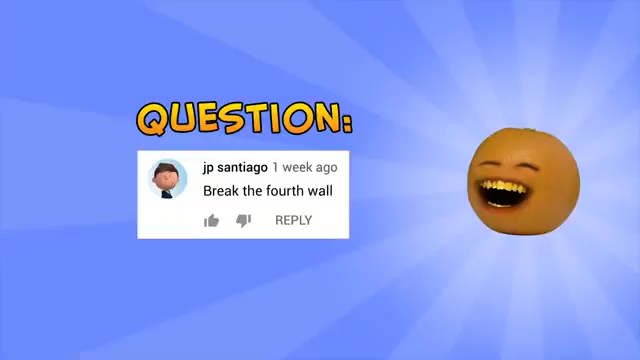 QUESTION:
jp santiago 1 week ago
Break the fourth wall
REPLY